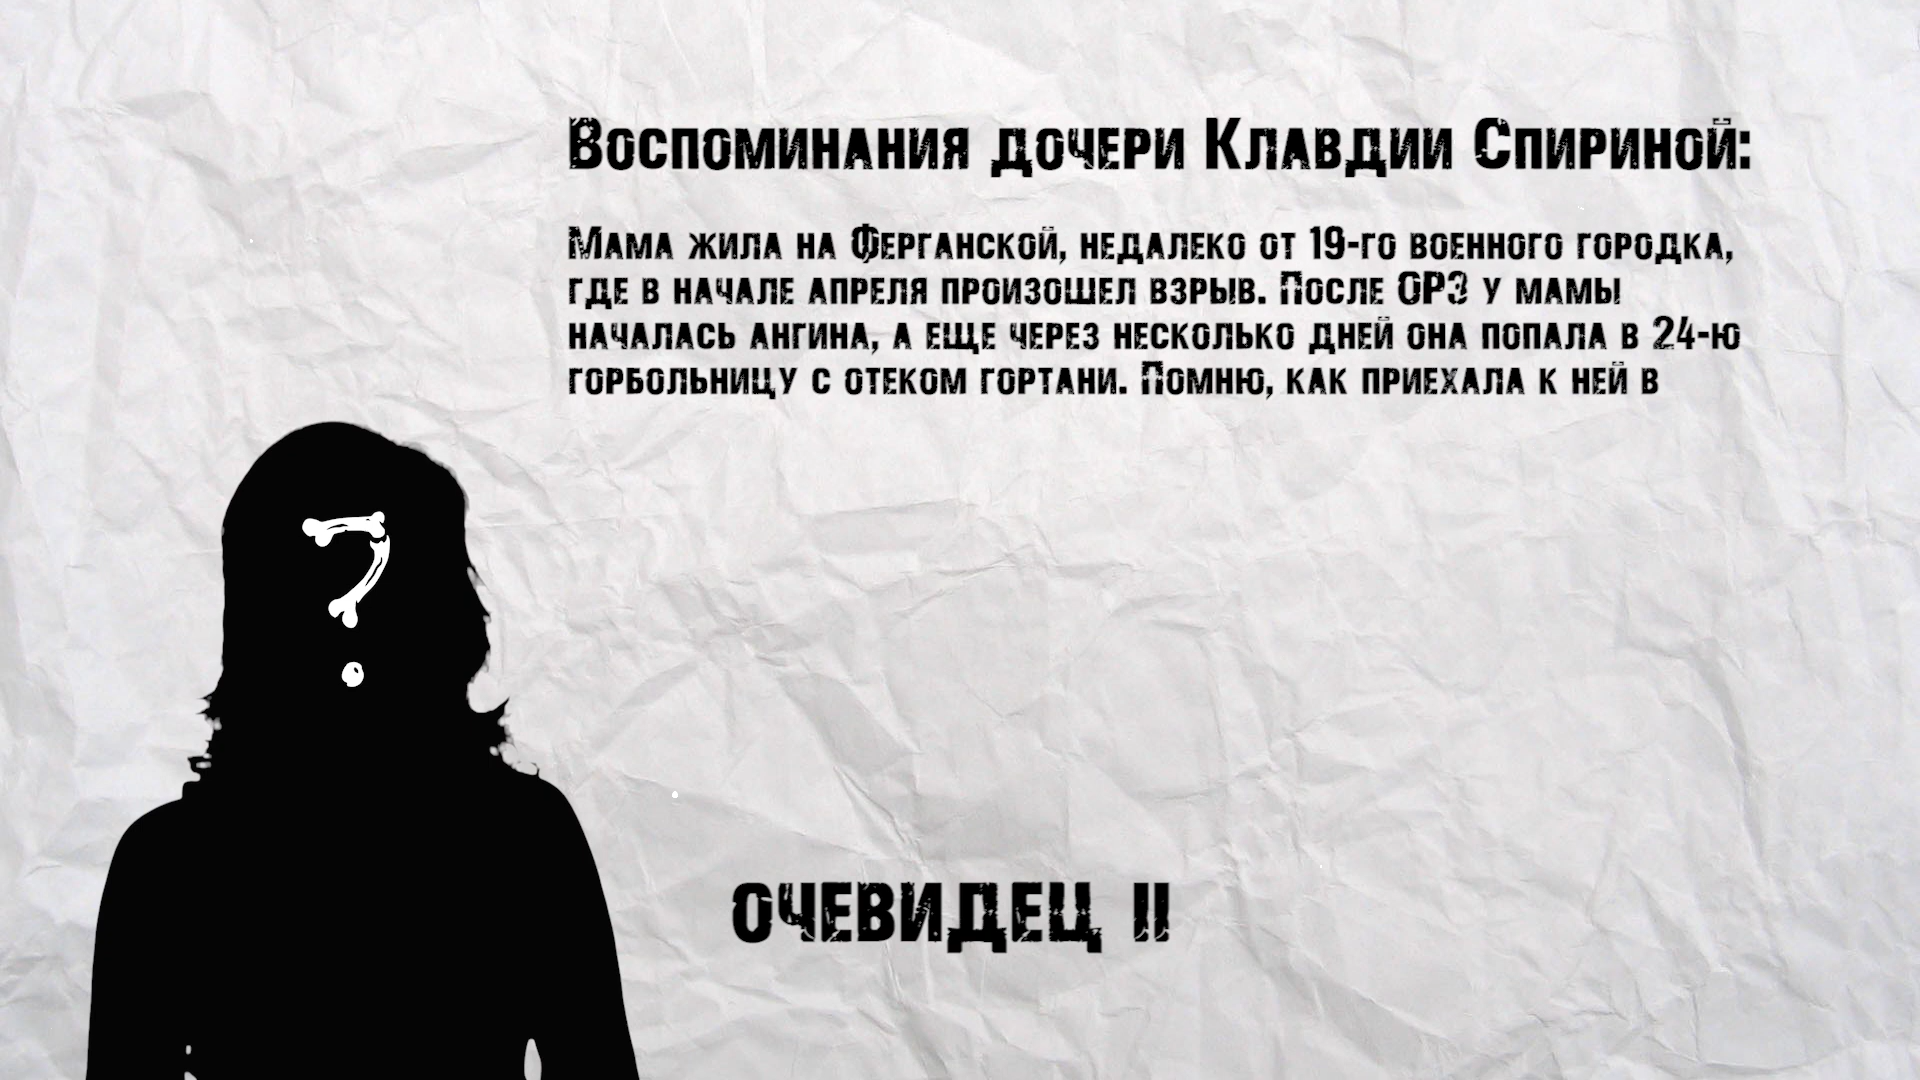 Воспоминания дочери Клавдии Спириной:
Мама жила на Ферганской, недалеко от 19-го военного городка,
где в начале апреля произошел взрыв. После ОРЗ у мамы
началась ангина, а еще через несколько дней она попала в 24-ю
горбольницу с отеком гортани. Помню, как приехала к ней в
?
очевидец II